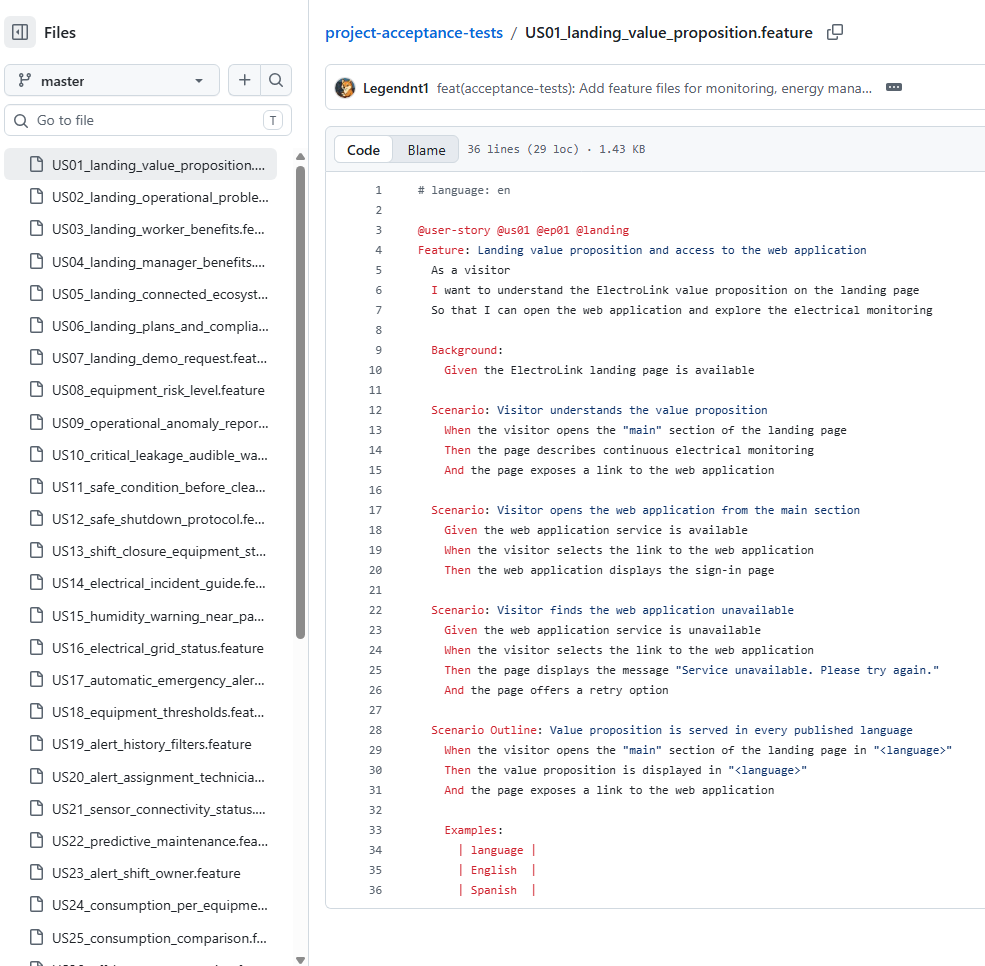 Files
master
Go to file
T
US01_landing_value_proposition....
US02_landing_operational_proble...
US03_landing_worker_benefits.fe...
US04_landing_manager_benefits....
US05_landing_connected_ecosyst...
US06_landing_plans_and_complia...
US07_landing_demo_request.feat...
US08_equipment_risk_level.feature
US09_operational_anomaly_repor...
US10_critical_leakage_audible_wa...
US11_safe_condition_before_clea...
US12_safe_shutdown_protocol.fe...
US13_shift_closure_equipment_st...
US14_electrical_incident_guide.fe...
US15_humidity_warning_near_pa...
US16_electrical_grid_status.feature
US17_automatic_emergency_aler...
US18_equipment_thresholds.feat...
US19_alert_history_filters.feature
US20_alert_assignment_technicia...
US21_sensor_connectivity_status....
US22_predictive_maintenance.fea...
US23_alert_shift_owner.feature
US24_consumption_per_equipme...
US25_consumption_comparison.f...
project-acceptance-tests / US01_landing_value_proposition.feature
Legendnt1 feat(acceptance-tests): Add feature files for monitoring, energy mana...
Code Blame 36 lines (29 loc) · 1.43 KB
1 # language: en
2
3 @user-story @us01 @ep01 @landing
4 Feature: Landing value proposition and access to the web application
5 As a visitor
6 I want to understand the ElectroLink value proposition on the landing page
7 So that I can open the web application and explore the electrical monitoring
8
9 Background:
10 Given the ElectroLink landing page is available
11
12 Scenario: Visitor understands the value proposition
13 When the visitor opens the "main" section of the landing page
14 Then the page describes continuous electrical monitoring
15 And the page exposes a link to the web application
16
17 Scenario: Visitor opens the web application from the main section
18 Given the web application service is available
19 When the visitor selects the link to the web application
20 Then the web application displays the sign-in page
21
22 Scenario: Visitor finds the web application unavailable
23 Given the web application service is unavailable
24 When the visitor selects the link to the web application
25 Then the page displays the message "Service unavailable. Please try again."
26 And the page offers a retry option
27
28 Scenario Outline: Value proposition is served in every published language
29 When the visitor opens the "main" section of the landing page in "<language>"
30 Then the value proposition is displayed in "<language>"
31 And the page exposes a link to the web application
32
33 Examples:
34 | language |
35 | English |
36 | Spanish |